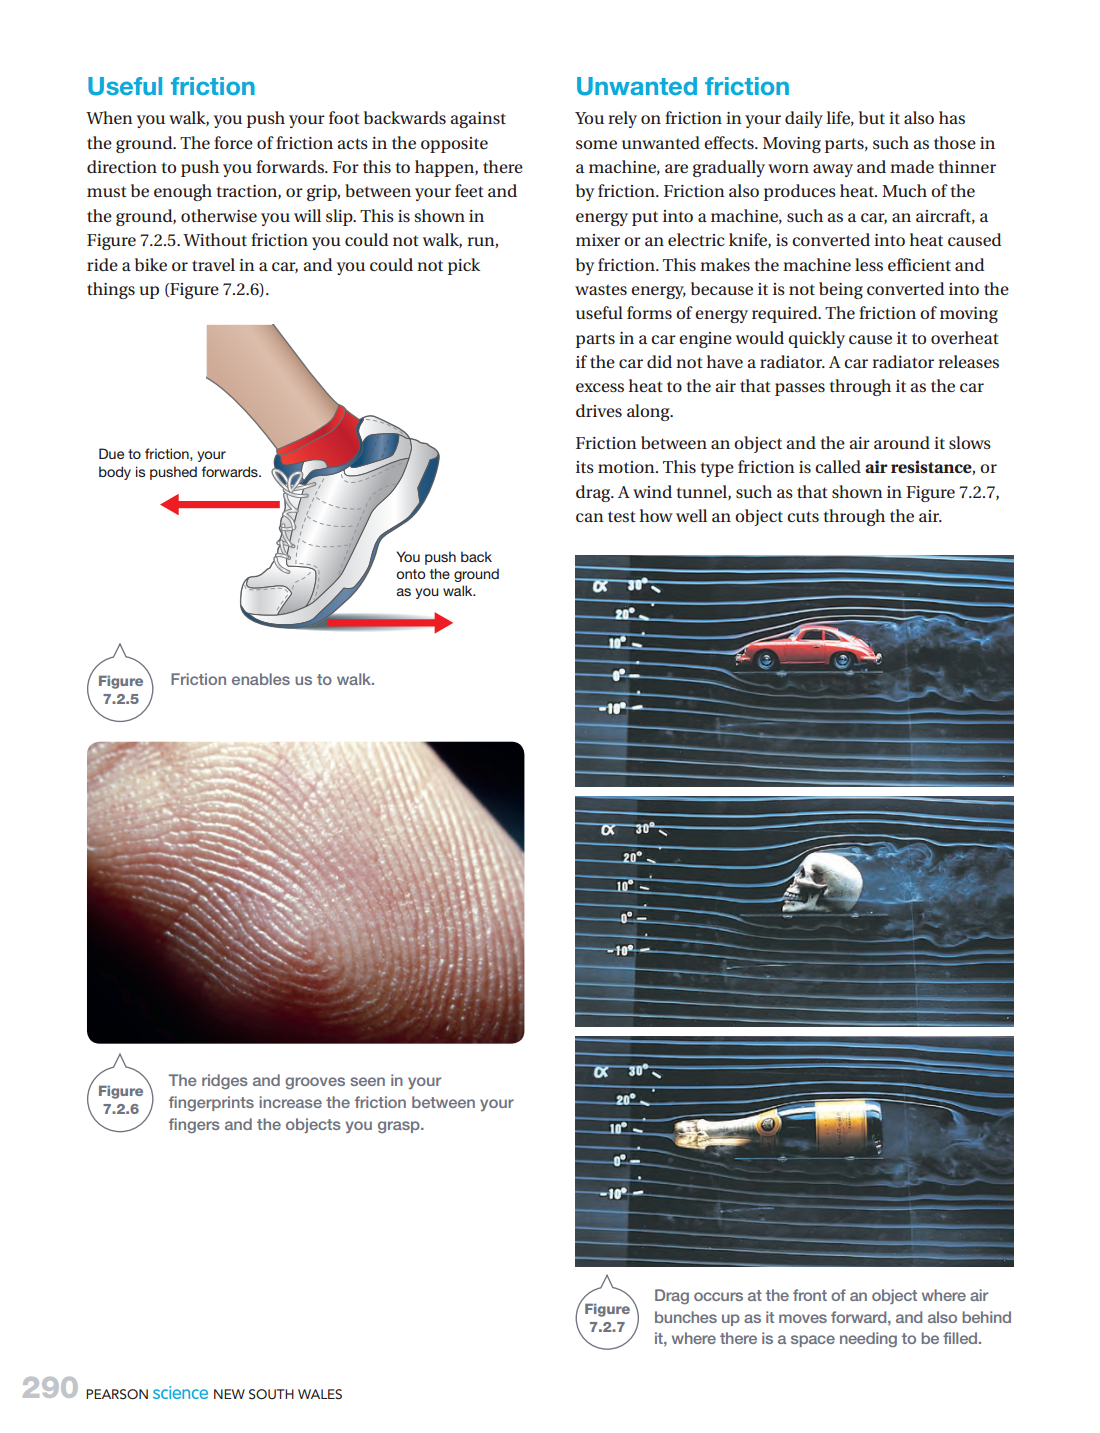 Useful friction
When you walk, you push your foot backwards against
the ground. The force of friction acts in the opposite
direction to push you forwards. For this to happen, there
must be enough traction, or grip, between your feet and
the ground, otherwise you will slip. This is shown in
Figure 7.2.5. Without friction you could not walk, run,
ride a bike or travel in a car, and you could not pick
things up (Figure 7.2.6).
Due to friction, your
body is pushed forwards.
You push back
onto the ground
as you walk.
Figure
7.2.5
Friction enables us to walk.
Figure
7.2.6
The ridges and grooves seen in your
fingerprints increase the friction between your
fingers and the objects you grasp.
Unwanted friction
You rely on friction in your daily life, but it also has
some unwanted effects. Moving parts, such as those in
a machine, are gradually worn away and made thinner
by friction. Friction also produces heat. Much of the
energy put into a machine, such as a car, an aircraft, a
mixer or an electric knife, is converted into heat caused
by friction. This makes the machine less efficient and
wastes energy, because it is not being converted into the
useful forms of energy required. The friction of moving
parts in a car engine would quickly cause it to overheat
if the car did not have a radiator. A car radiator releases
excess heat to the air that passes through it as the car
drives along.
Friction between an object and the air around it slows
its motion. This type friction is called air resistance, or
drag. A wind tunnel, such as that shown in Figure 7.2.7,
can test how well an object cuts through the air.
α 30°
20°
10°
0°
-10°
α 30°
20°
10°
0°
-10°
α 30°
20°
10°
0°
-10°
Figure
7.2.7
Drag occurs at the front of an object where air
bunches up as it moves forward, and also behind
it, where there is a space needing to be filled.
290 PEARSON science NEW SOUTH WALES